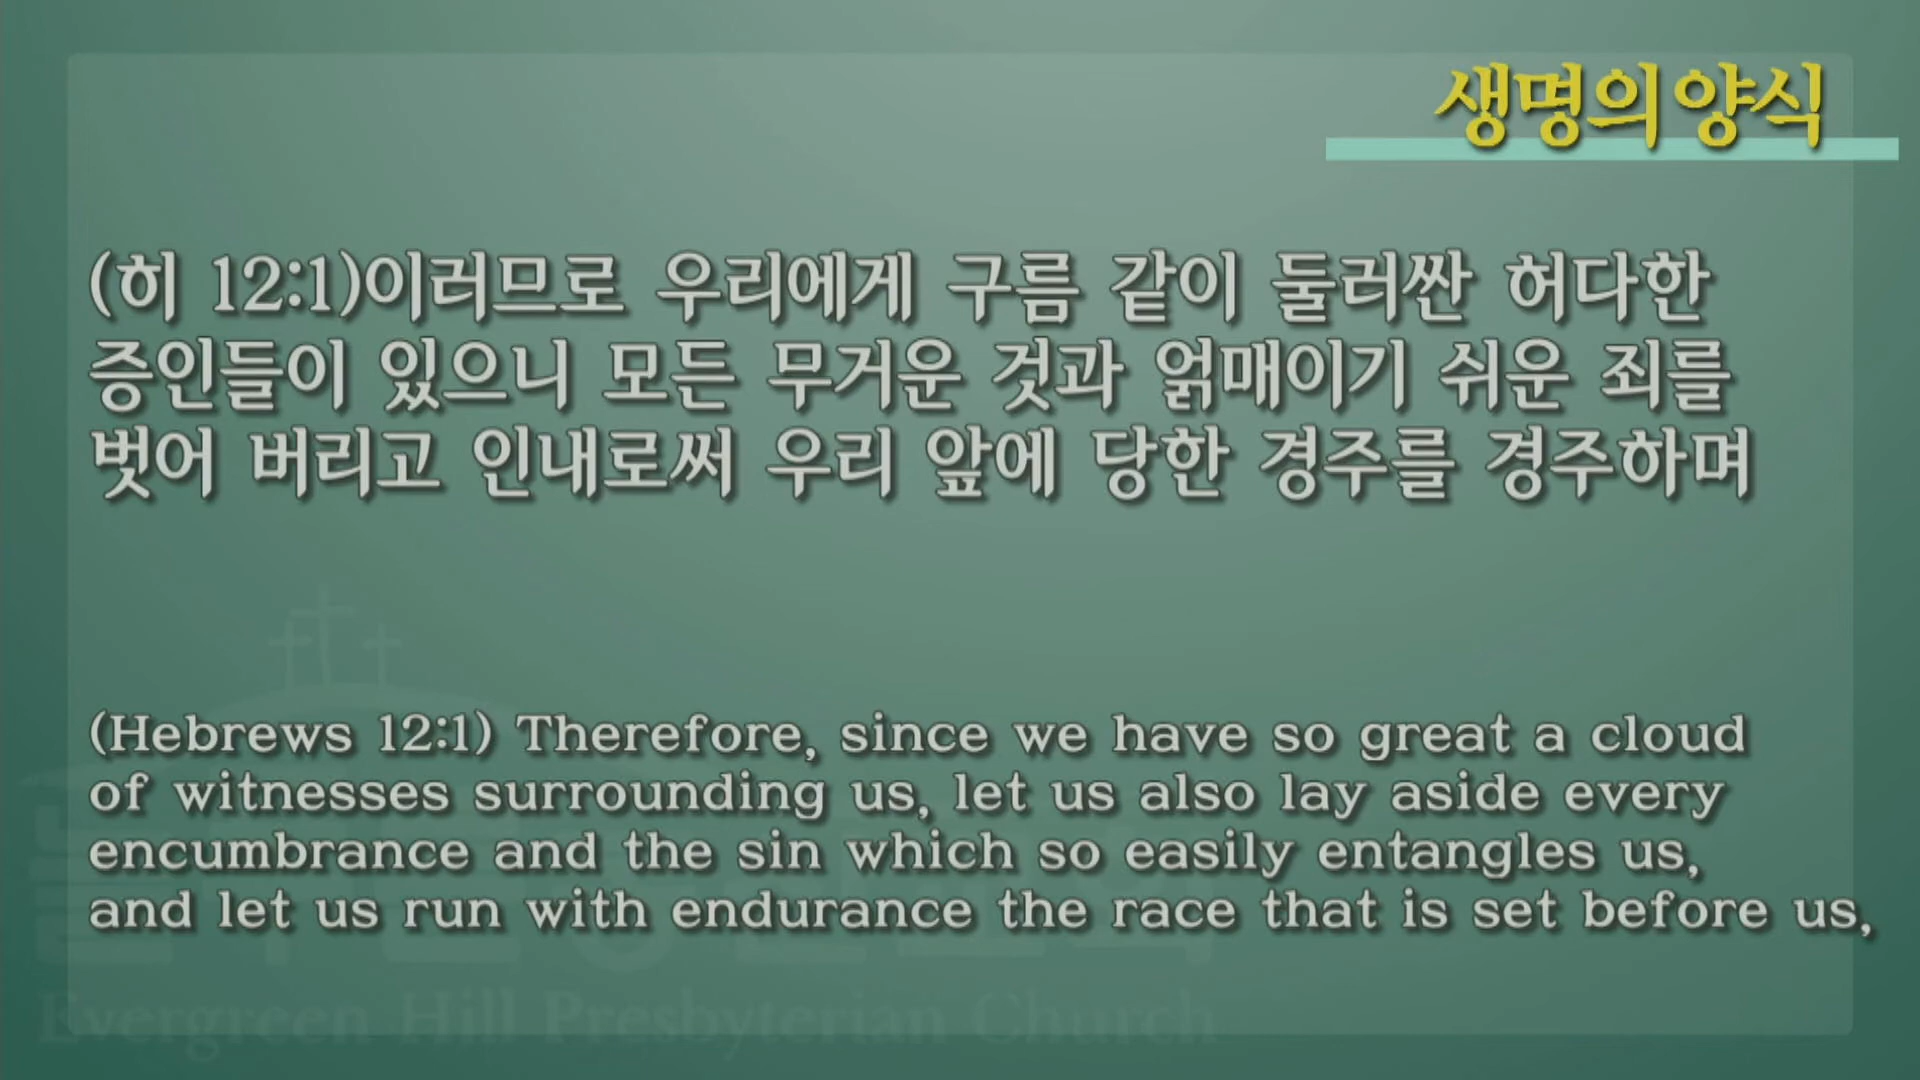 생명의 양식
(히 12:1)이러므로 우리에게 구름 같이 둘러싼 허다한
증인들이 있으니 모든 무거운 것과 얽매이기 쉬운 죄를
벗어 버리고 인내로써 우리 앞에 당한 경주를 경주하며
(Hebrews 12:1) Therefore, since we have so great a cloud
of witnesses surrounding us, let us also lay aside every
encumbrance and the sin which so easily entangles us,
and let us run with endurance the race that is set before us,
Evergreen Hill Presbyterian Church